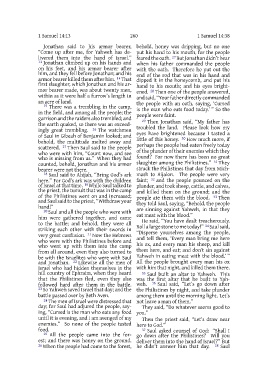 1 Samuel 14:13
280
1 Samuel 14:38
Jonathan said to his armor bearer,
"Come up after me, for Yahweh has de-
livered them into the hand of Israel."
13 Jonathan climbed up on his hands and
on his feet, and his armor bearer after
him, and they fell before Jonathan; and his
armor bearer killed them after him. 14 That
first slaughter, which Jonathan and his ar-
mor bearer made, was about twenty men,
within as it were half a furrow's length in
an acre of land.
15 There was a trembling in the camp,
in the field, and among all the people; the
garrison and the raiders also trembled; and
the earth quaked, so there was an exceed-
ingly great trembling. 16 The watchmen
of Saul in Gibeah of Benjamin looked; and
behold, the multitude melted away and
scattered. 17 Then Saul said to the people
who were with him, "Count now, and see
who is missing from us." When they had
counted, behold, Jonathan and his armor
bearer were not there.
18 Saul said to Ahijah, "Bring God's ark
here." For God's ark was with the children
of Israel at that time. 19 While Saul talked to
the priest, the tumult that was in the camp
of the Philistines went on and increased;
and Saul said to the priest, "Withdraw your
hand!"
20 Saul and all the people who were with
him were gathered together, and came
to the battle; and behold, they were all
striking each other with their swords in
very great confusion. 21 Now the Hebrews
who were with the Philistines before and
who went up with them into the camp
from all around, even they also turned to
be with the Israelites who were with Saul
and Jonathan. 22 Likewise all the men of
Israel who had hidden themselves in the
hill country of Ephraim, when they heard
that the Philistines fled, even they also
followed hard after them in the battle.
23 So Yahweh saved Israel that day; and the
battle passed over by Beth Aven.
24 The men of Israel were distressed that
day; for Saul had adjured the people, say-
ing, "Cursed is the man who eats any food
until it is evening, and I am avenged of my
enemies." So none of the people tasted
food.
25 All the people came into the for-
est; and there was honey on the ground.
26 When the people had come to the forest,
behold, honey was dripping, but no one
put his hand to his mouth; for the people
feared the oath. 27 But Jonathan didn't hear
when his father commanded the people
with the oath. Therefore he put out the
end of the rod that was in his hand and
dipped it in the honeycomb, and put his
hand to his mouth; and his eyes bright-
ened. 28 Then one of the people answered,
and said, "Your father directly commanded
the people with an oath, saying, 'Cursed
is the man who eats food today.'" So the
people were faint.
29 Then Jonathan said, "My father has
troubled the land. Please look how my
eyes have brightened because I tasted a
little of this honey. 30 How much more, if
perhaps the people had eaten freely today
of the plunder of their enemies which they
found? For now there has been no great
slaughter among the Philistines." 31 They
struck the Philistines that day from Mich-
mash to Aijalon. The people were very
faint; 32 and the people pounced on the
plunder, and took sheep, cattle, and calves,
and killed them on the ground; and the
people ate them with the blood. 33 Then
they told Saul, saying, "Behold, the people
are sinning against Yahweh, in that they
eat meat with the blood."
He said, "You have dealt treacherously.
Roll a large stone to me today!" 34 Saul said,
"Disperse yourselves among the people,
and tell them, 'Every man bring me here
his ox, and every man his sheep, and kill
them here, and eat; and don't sin against
Yahweh in eating meat with the blood.'"
All the people brought every man his ox
with him that night, and killed them there.
35 Saul built an altar to Yahweh. This
was the first altar that he built to Yah-
weh. 36 Saul said, "Let's go down after
the Philistines by night, and take plunder
among them until the morning light. Let's
not leave a man of them."
They said, "Do whatever seems good to
you."
Then the priest said, "Let's draw near
here to God."
37 Saul asked counsel of God: "Shall I
go down after the Philistines? Will you
deliver them into the hand of Israel?" But
he didn't answer him that day. 38 Saul